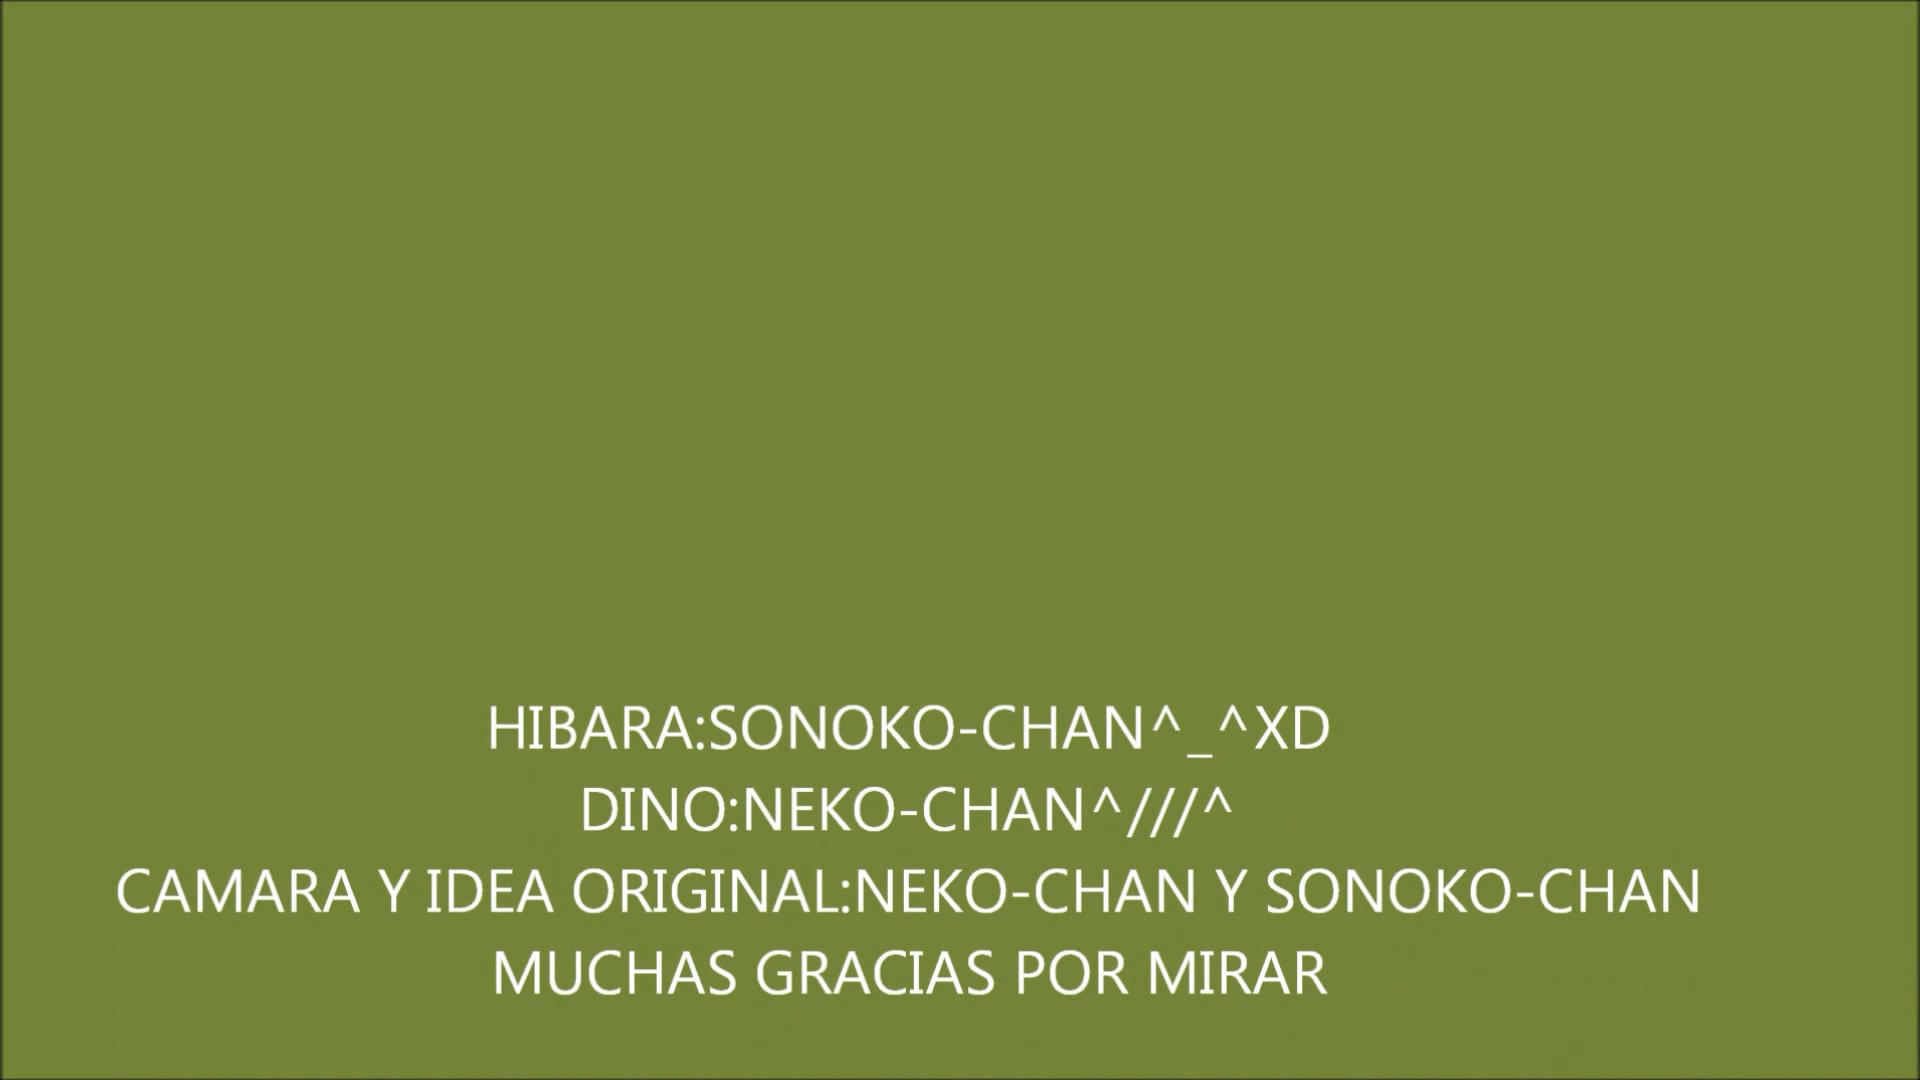 HIBARA:SONOKO-CHAN^_^XD
DINO:NEKO-CHAN^///^
CAMARA Y IDEA ORIGINAL:NEKO-CHAN Y SONOKO-CHAN
MUCHAS GRACIAS POR MIRAR